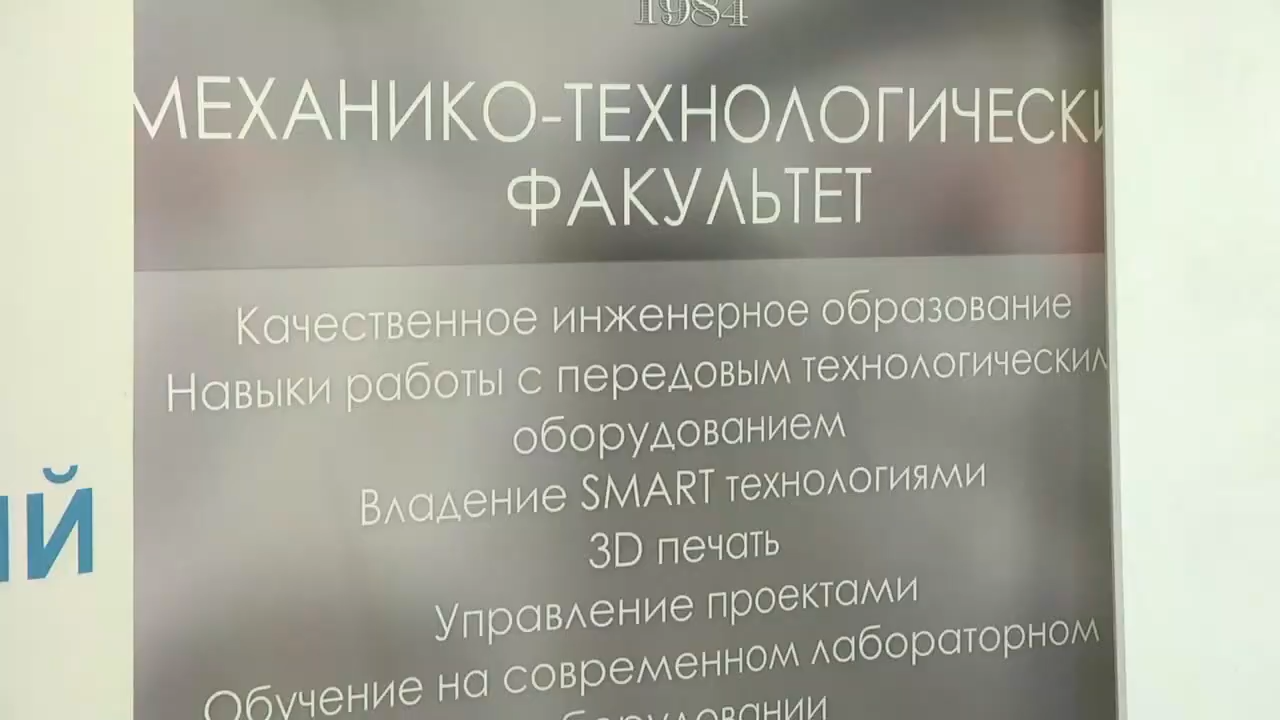 1984
МЕХАНИКО-ТЕХНОЛОГИЧЕСКИ
ФАКУЛЬТЕТ
Качественное инженерное образование
Навыки работы с передовым технологическим
оборудованием
Владение SMART технологиями
3D печать
Управление проектами
Обучение на современном лабораторном
оборудовании
ий